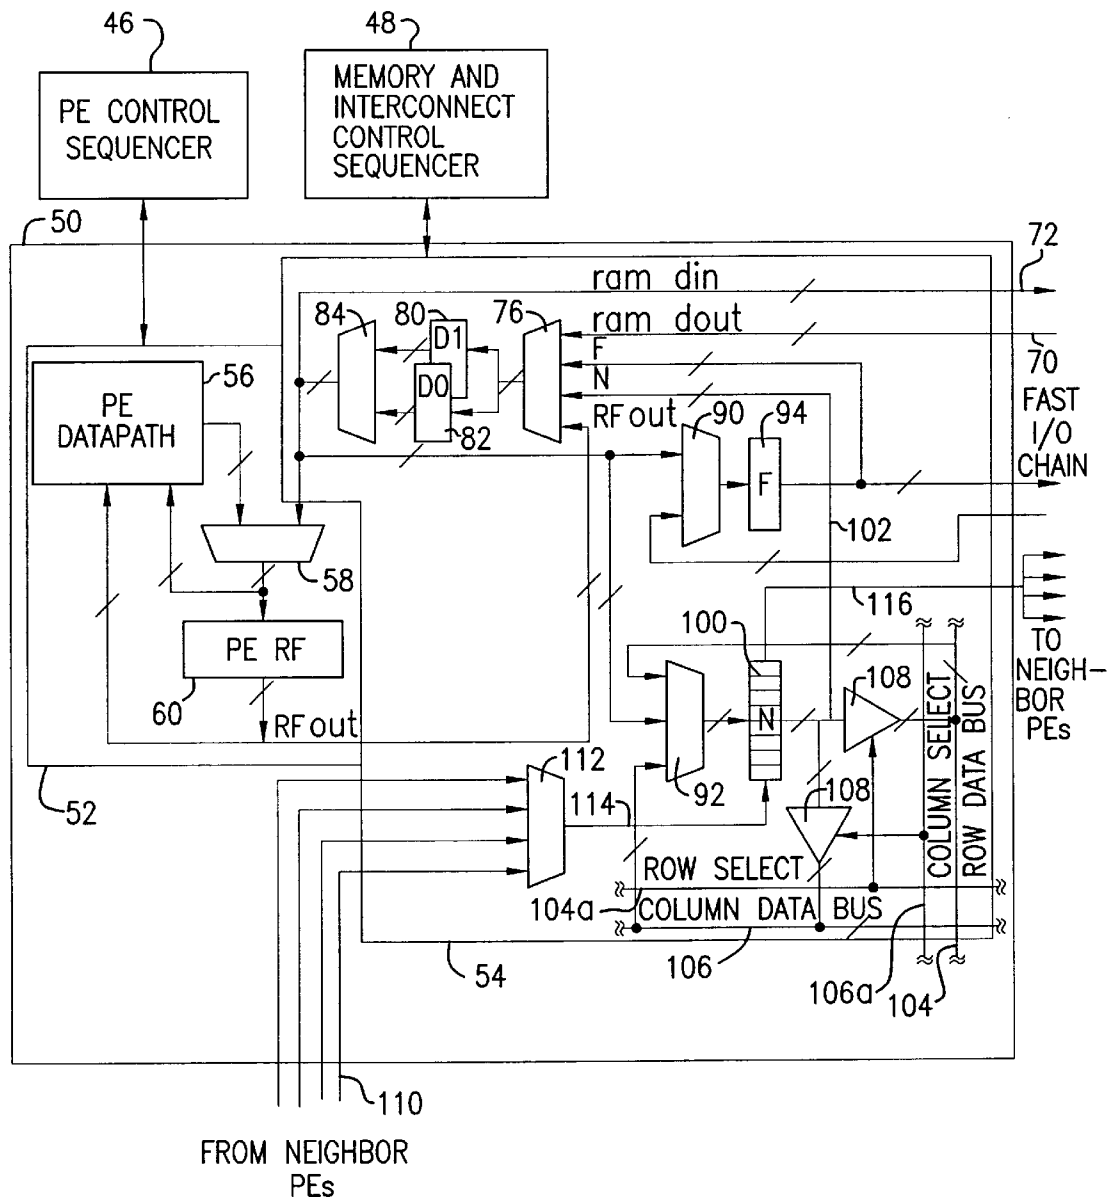 46
48
PE CONTROL
SEQUENCER
MEMORY AND
INTERCONNECT
CONTROL
SEQUENCER
50
72
ram din
84
80
76
D1
D0
82
ram dout
F
N
RFout
70
FAST
I/O
CHAIN
56
PE
DATAPATH
90
94
F
102
58
PE RF
60
RFout
52
116
TO
NEIGH-
BOR
PEs
100
N
92
108
108
COLUMN SELECT
ROW DATA BUS
112
114
ROW SELECT
104a
COLUMN DATA BUS
106
54
106a
104
110
FROM NEIGHBOR
PEs